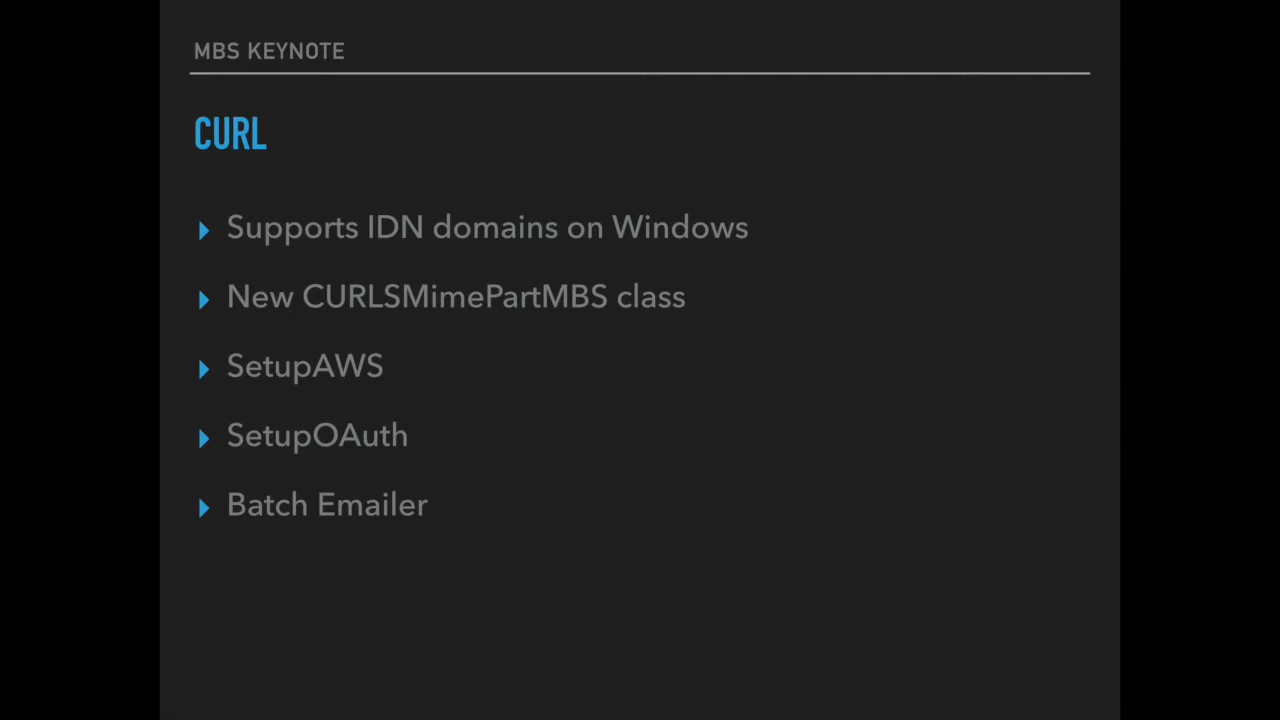 MBS KEYNOTE
CURL
Supports IDN domains on Windows
New CURLSMimePartMBS class
SetupAWS
SetupOAuth
Batch Emailer